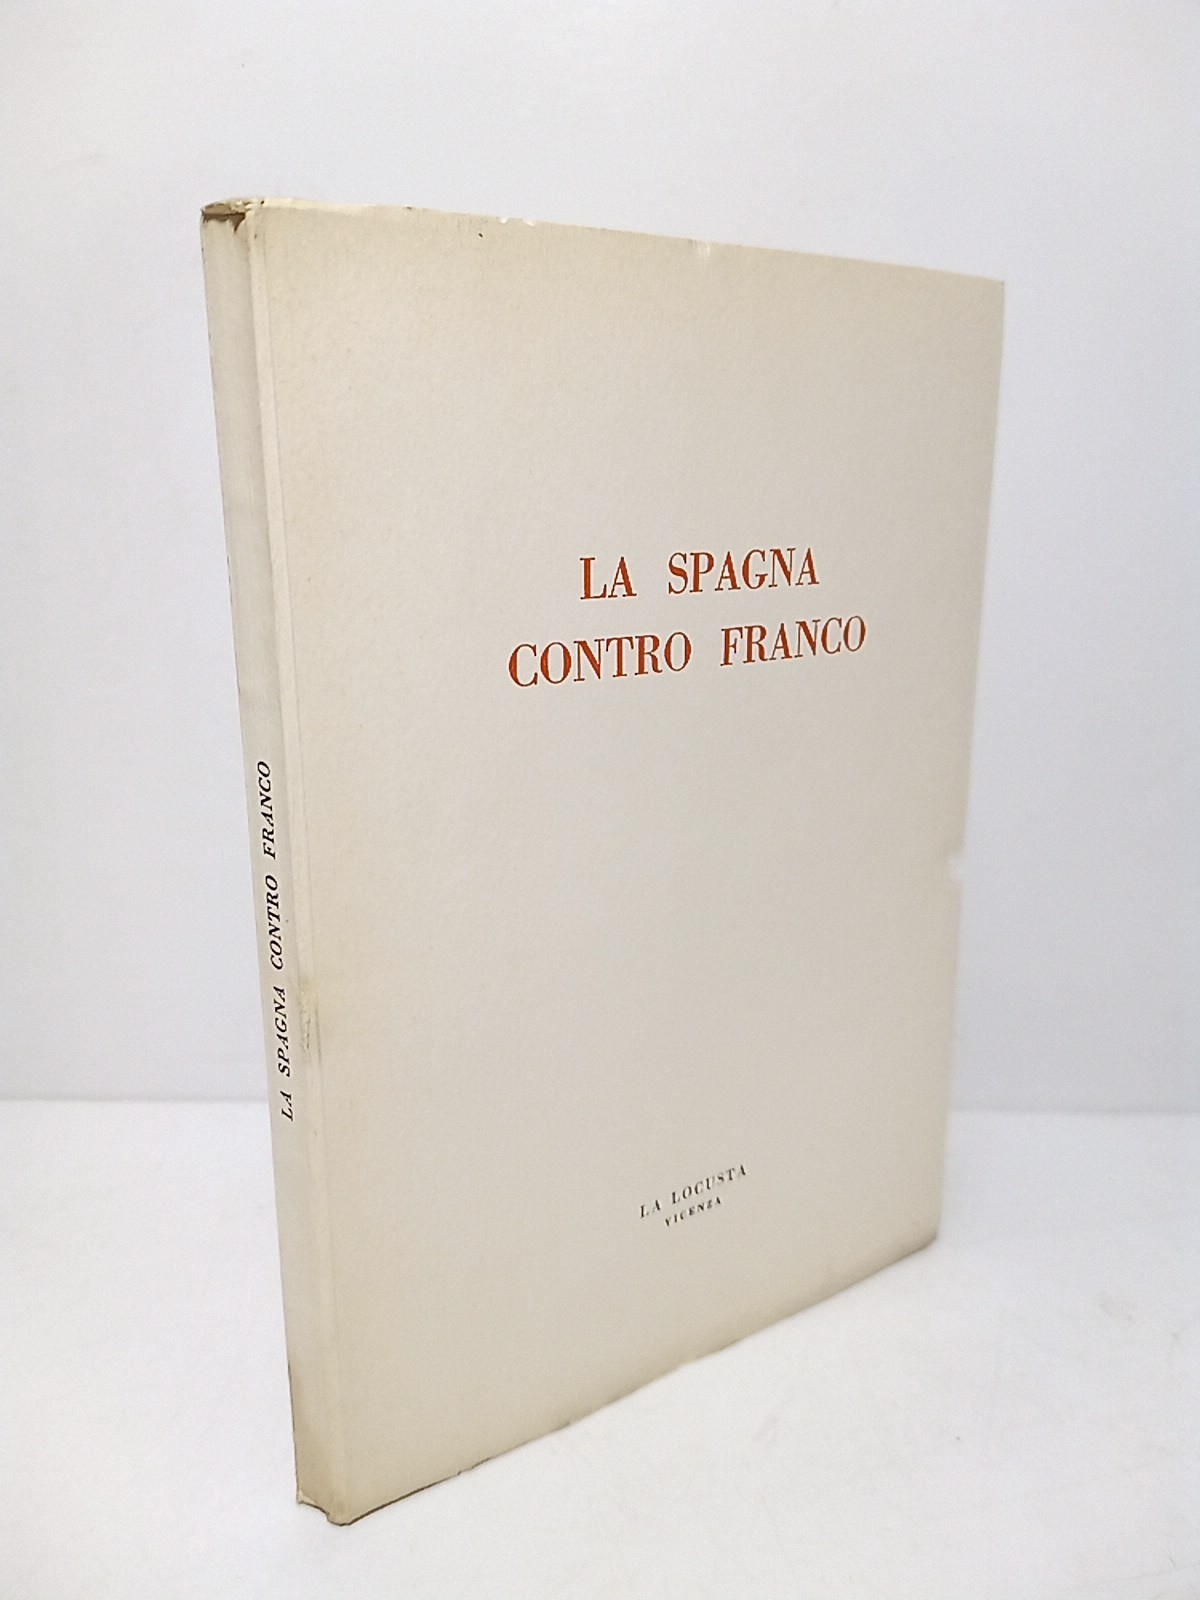 LA SPAGNA
CONTRO FRANCO
LA LOCUSTA
VICENZA
LA SPAGNA CONTRO FRANCO